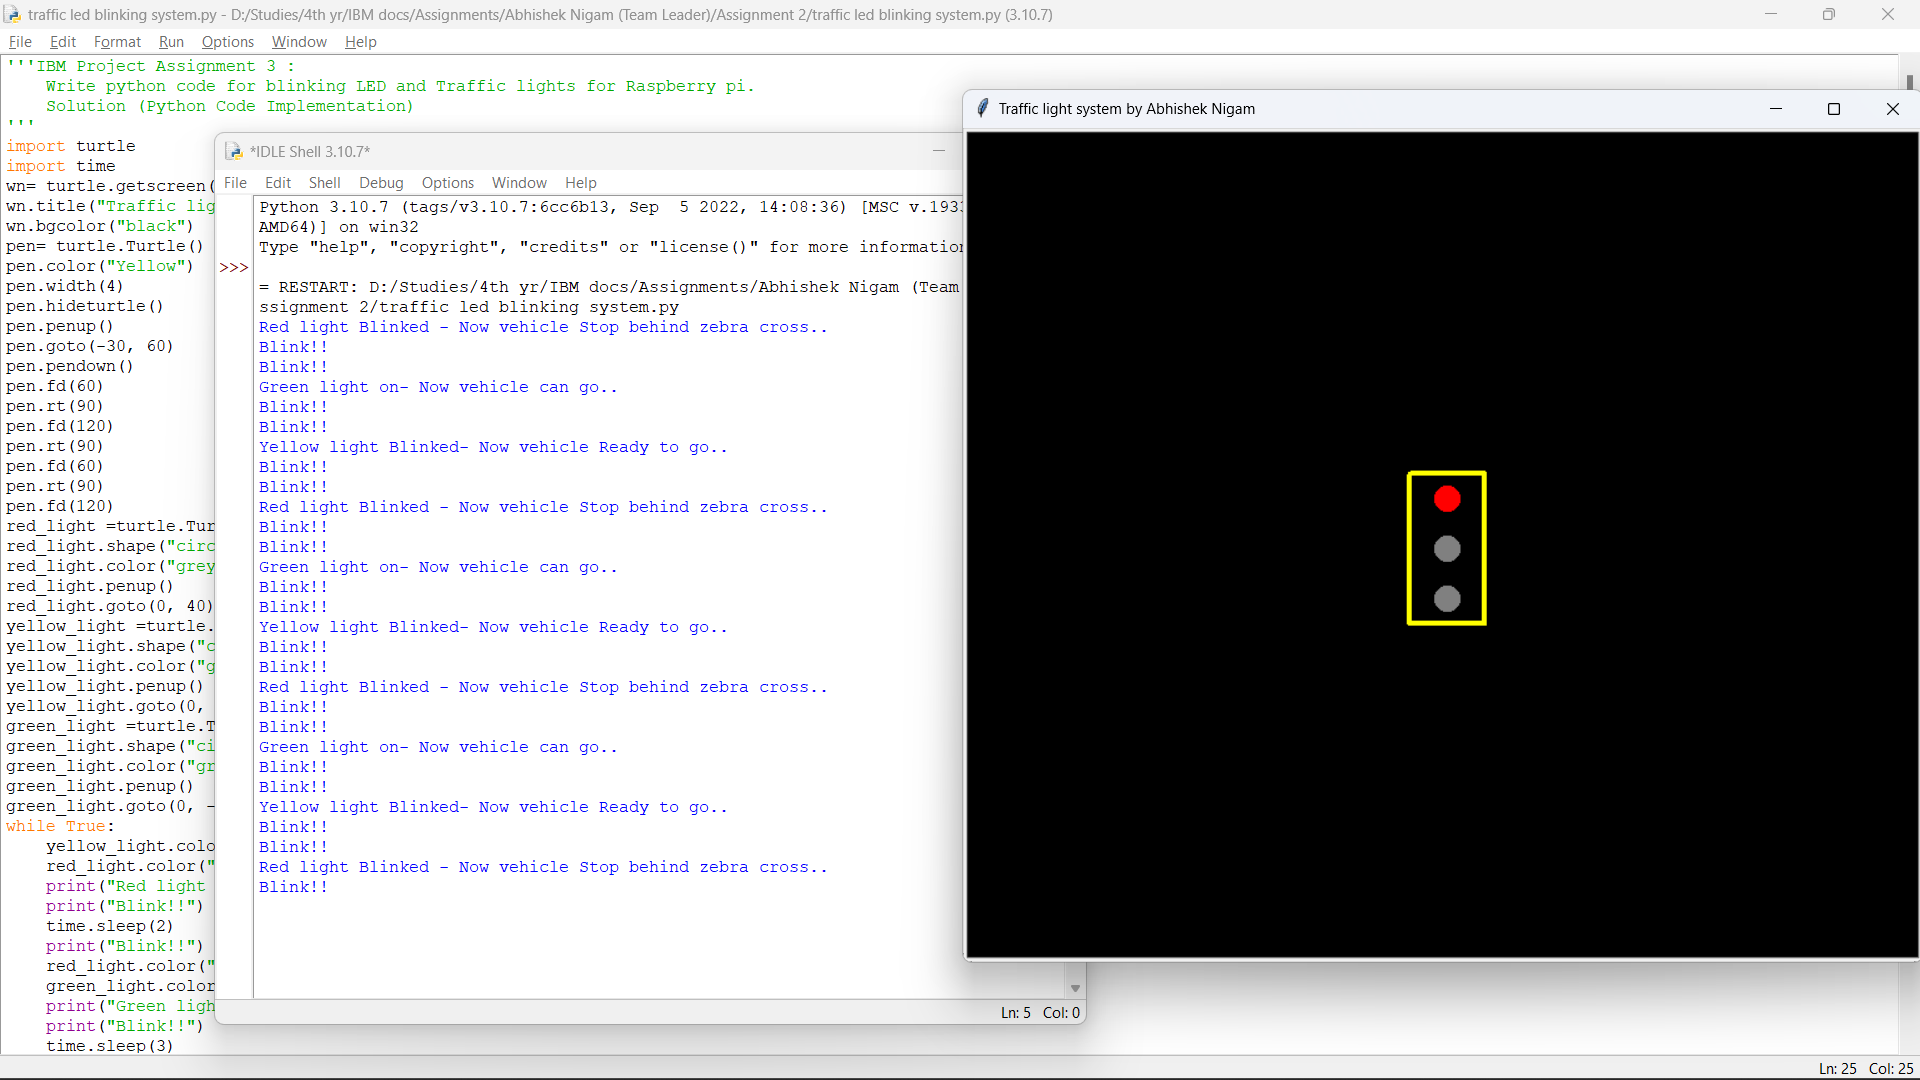 traffic led blinking system.py - D:/Studies/4th yr/IBM docs/Assignments/Abhishek Nigam (Team Leader)/Assignment 2/traffic led blinking system.py (3.10.7)
File Edit Format Run Options Window Help
'''IBM Project Assignment 3 :
    Write python code for blinking LED and Traffic lights for Raspberry pi.
    Solution (Python Code Implementation)
'''
import turtle
import time
wn= turtle.getscreen(
wn.title("Traffic lig
wn.bgcolor("black")
pen= turtle.Turtle()
pen.color("Yellow")
pen.width(4)
pen.hideturtle()
pen.penup()
pen.goto(-30, 60)
pen.pendown()
pen.fd(60)
pen.rt(90)
pen.fd(120)
pen.rt(90)
pen.fd(60)
pen.rt(90)
pen.fd(120)
red_light =turtle.Tur
red_light.shape("circ
red_light.color("grey
red_light.penup()
red_light.goto(0, 40)
yellow_light =turtle.
yellow_light.shape("c
yellow_light.color("g
yellow_light.penup()
yellow_light.goto(0,
green_light =turtle.T
green_light.shape("ci
green_light.color("gr
green_light.penup()
green_light.goto(0, -
while True:
    yellow_light.colo
    red_light.color("
    print("Red light
    print("Blink!!")
    time.sleep(2)
    print("Blink!!")
    red_light.color("
    green_light.color
    print("Green ligh
    print("Blink!!")
    time.sleep(3)
*IDLE Shell 3.10.7*
File Edit Shell Debug Options Window Help
Python 3.10.7 (tags/v3.10.7:6cc6b13, Sep  5 2022, 14:08:36) [MSC v.193
AMD64)] on win32
Type "help", "copyright", "credits" or "license()" for more informatio
>>>
= RESTART: D:/Studies/4th yr/IBM docs/Assignments/Abhishek Nigam (Team
ssignment 2/traffic led blinking system.py
Red light Blinked - Now vehicle Stop behind zebra cross..
Blink!!
Blink!!
Green light on- Now vehicle can go..
Blink!!
Blink!!
Yellow light Blinked- Now vehicle Ready to go..
Blink!!
Blink!!
Red light Blinked - Now vehicle Stop behind zebra cross..
Blink!!
Blink!!
Green light on- Now vehicle can go..
Blink!!
Blink!!
Yellow light Blinked- Now vehicle Ready to go..
Blink!!
Blink!!
Red light Blinked - Now vehicle Stop behind zebra cross..
Blink!!
Blink!!
Green light on- Now vehicle can go..
Blink!!
Blink!!
Yellow light Blinked- Now vehicle Ready to go..
Blink!!
Blink!!
Red light Blinked - Now vehicle Stop behind zebra cross..
Blink!!
Ln: 5 Col: 0
Traffic light system by Abhishek Nigam
Ln: 25 Col: 25